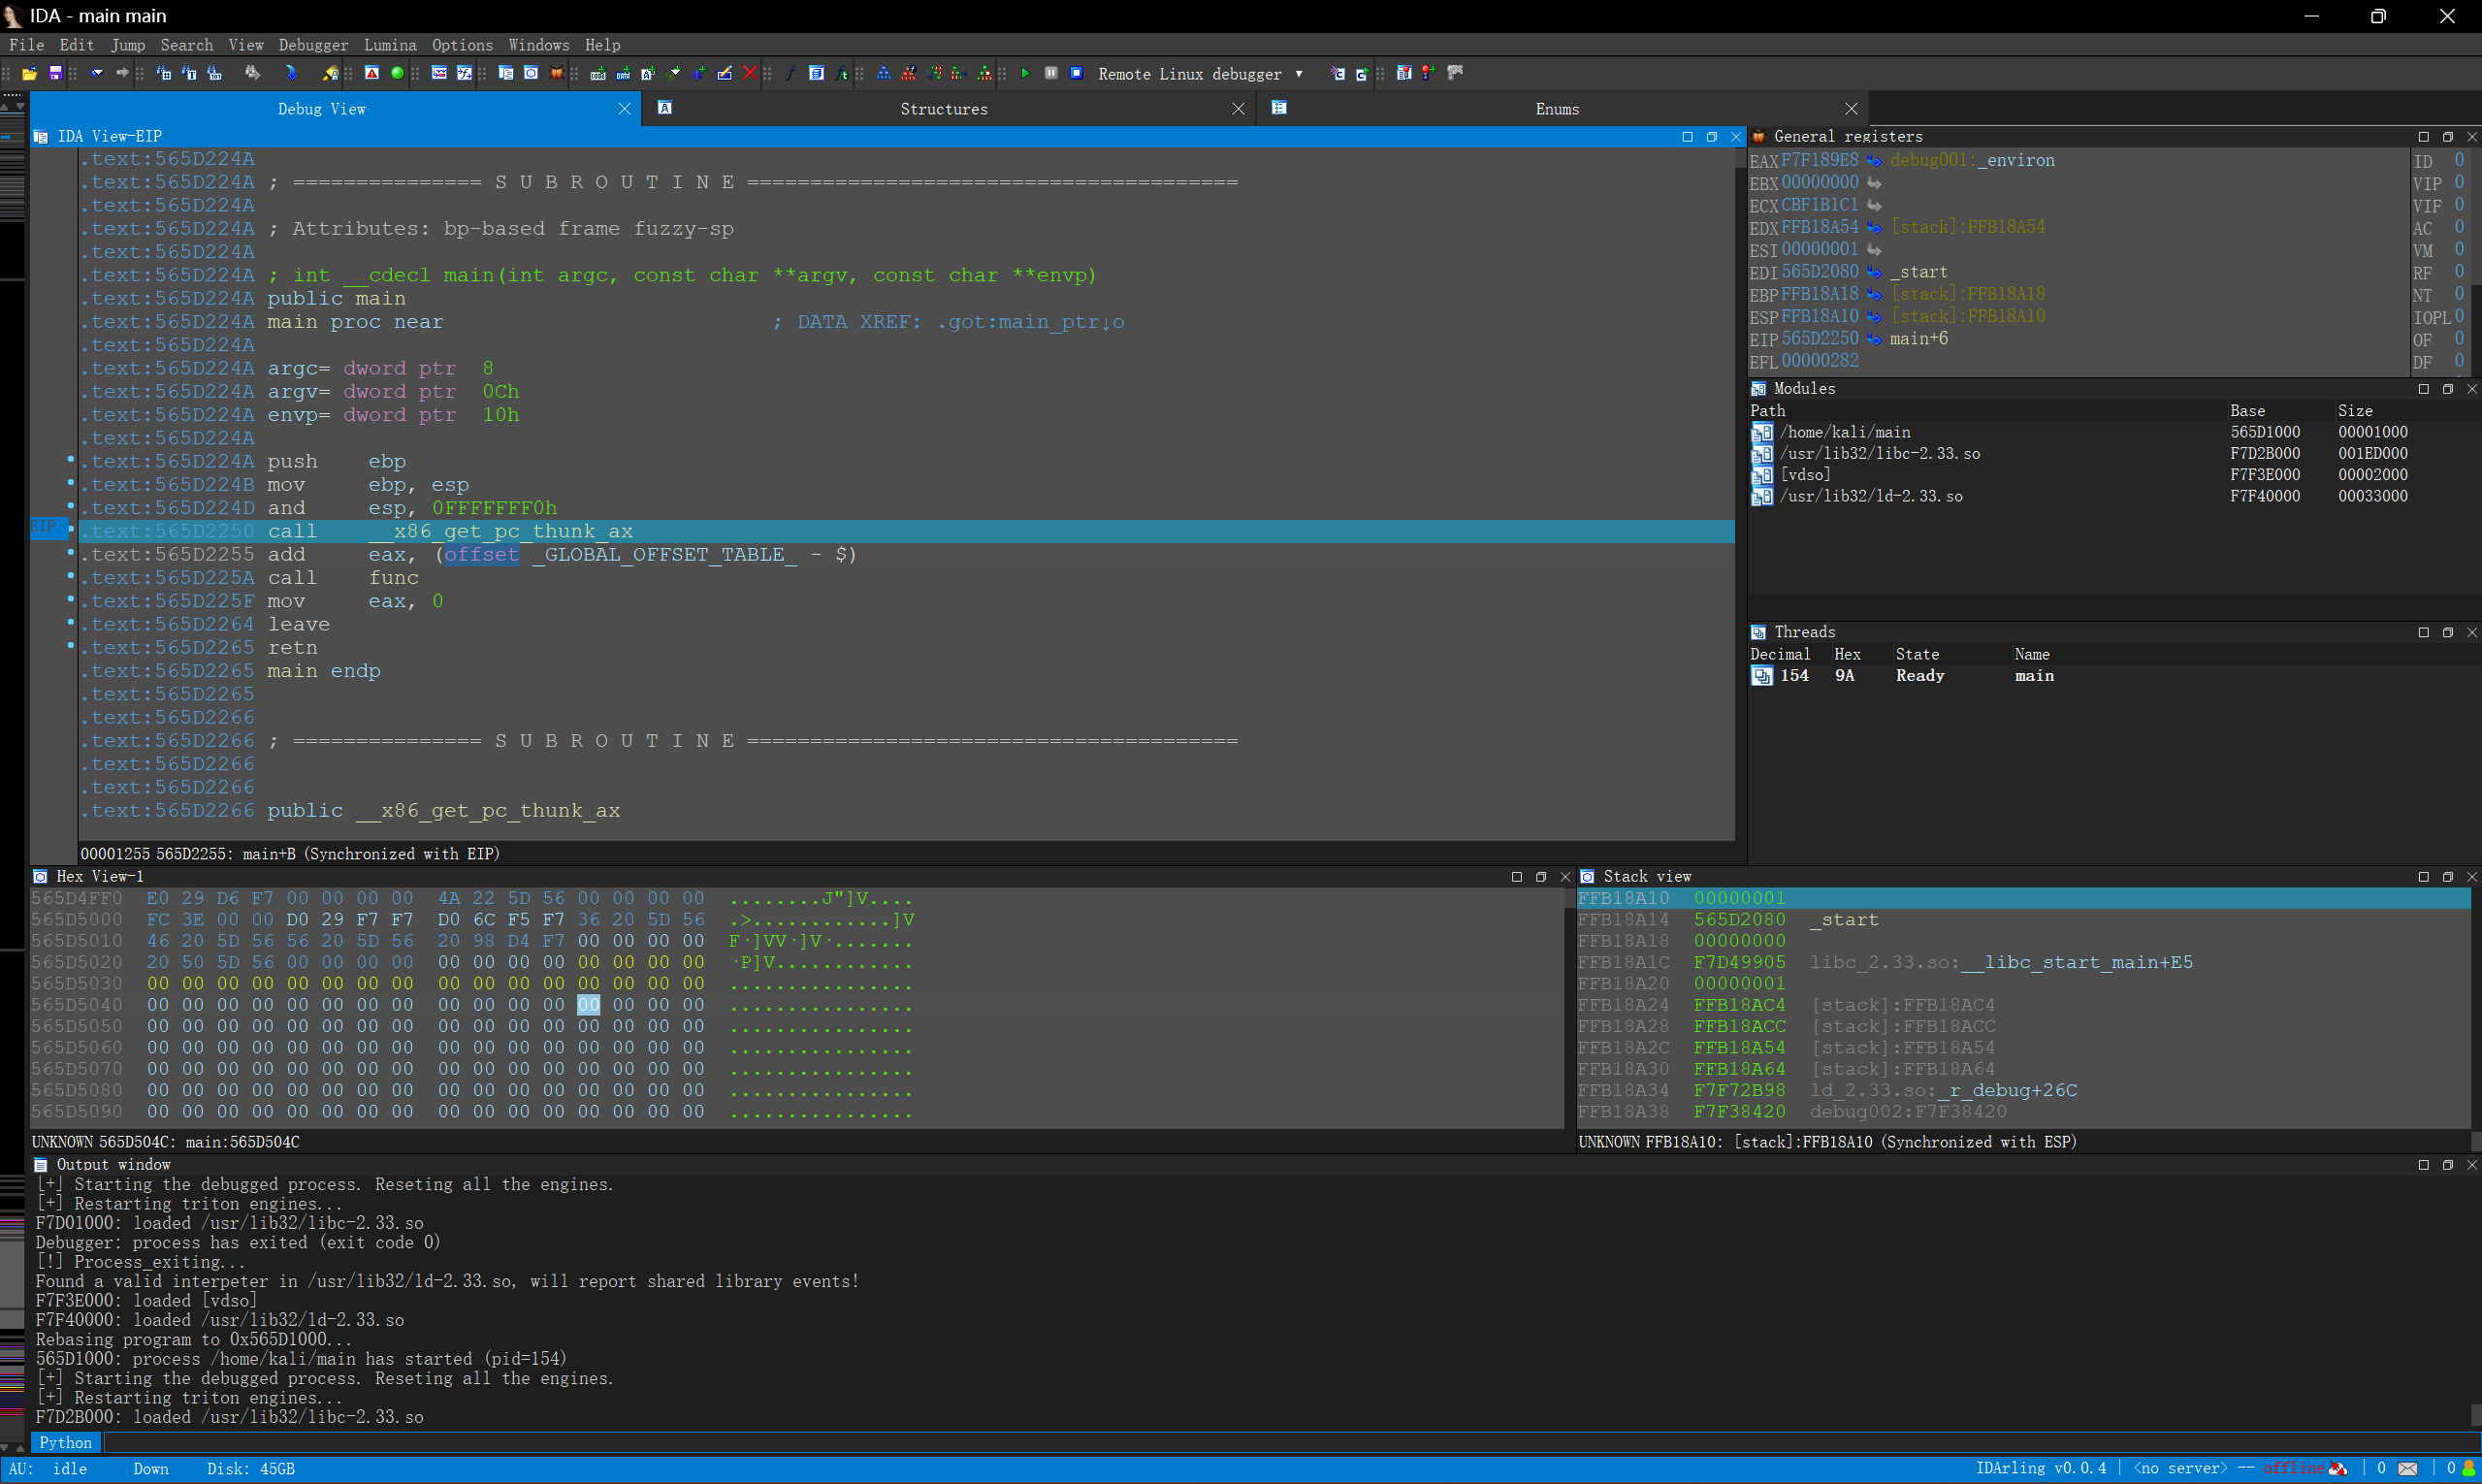 IDA - main main
File Edit Jump Search View Debugger Lumina Options Windows Help
Remote Linux debugger
Debug View
Structures
Enums
IDA View-EIP
.text:565D224A
.text:565D224A ; =============== S U B R O U T I N E =======================================
.text:565D224A
.text:565D224A ; Attributes: bp-based frame fuzzy-sp
.text:565D224A
.text:565D224A ; int __cdecl main(int argc, const char **argv, const char **envp)
.text:565D224A public main
.text:565D224A main proc near ; DATA XREF: .got:main_ptr↓o
.text:565D224A
.text:565D224A argc= dword ptr 8
.text:565D224A argv= dword ptr 0Ch
.text:565D224A envp= dword ptr 10h
.text:565D224A
.text:565D224A push ebp
.text:565D224B mov ebp, esp
.text:565D224D and esp, 0FFFFFFF0h
EIP .text:565D2250 call __x86_get_pc_thunk_ax
.text:565D2255 add eax, (offset _GLOBAL_OFFSET_TABLE_ - $)
.text:565D225A call func
.text:565D225F mov eax, 0
.text:565D2264 leave
.text:565D2265 retn
.text:565D2265 main endp
.text:565D2265
.text:565D2266
.text:565D2266 ; =============== S U B R O U T I N E =======================================
.text:565D2266
.text:565D2266
.text:565D2266 public __x86_get_pc_thunk_ax
00001255 565D2255: main+B (Synchronized with EIP)
General registers
EAX F7F189E8 debug001:_environ
EBX 00000000
ECX CBF1B1C1
EDX FFB18A54 [stack]:FFB18A54
ESI 00000001
EDI 565D2080 _start
EBP FFB18A18 [stack]:FFB18A18
ESP FFB18A10 [stack]:FFB18A10
EIP 565D2250 main+6
EFL 00000282
ID 0
VIP 0
VIF 0
AC 0
VM 0
RF 0
NT 0
IOPL 0
OF 0
DF 0
Modules
Path Base Size
/home/kali/main 565D1000 00001000
/usr/lib32/libc-2.33.so F7D2B000 001ED000
[vdso] F7F3E000 00002000
/usr/lib32/ld-2.33.so F7F40000 00033000
Threads
Decimal Hex State Name
154 9A Ready main
Hex View-1
565D4FF0 E0 29 D6 F7 00 00 00 00 4A 22 5D 56 00 00 00 00 ........J"]V....
565D5000 FC 3E 00 00 D0 29 F7 F7 D0 6C F5 F7 36 20 5D 56 .>............]V
565D5010 46 20 5D 56 56 20 5D 56 20 98 D4 F7 00 00 00 00 F·]VV·]V·.......
565D5020 20 50 5D 56 00 00 00 00 00 00 00 00 00 00 00 00 ·P]V............
565D5030 00 00 00 00 00 00 00 00 00 00 00 00 00 00 00 00 ................
565D5040 00 00 00 00 00 00 00 00 00 00 00 00 00 00 00 00 ................
565D5050 00 00 00 00 00 00 00 00 00 00 00 00 00 00 00 00 ................
565D5060 00 00 00 00 00 00 00 00 00 00 00 00 00 00 00 00 ................
565D5070 00 00 00 00 00 00 00 00 00 00 00 00 00 00 00 00 ................
565D5080 00 00 00 00 00 00 00 00 00 00 00 00 00 00 00 00 ................
565D5090 00 00 00 00 00 00 00 00 00 00 00 00 00 00 00 00 ................
UNKNOWN 565D504C: main:565D504C
Stack view
FFB18A10 00000001
FFB18A14 565D2080 _start
FFB18A18 00000000
FFB18A1C F7D49905 libc_2.33.so:__libc_start_main+E5
FFB18A20 00000001
FFB18A24 FFB18AC4 [stack]:FFB18AC4
FFB18A28 FFB18ACC [stack]:FFB18ACC
FFB18A2C FFB18A54 [stack]:FFB18A54
FFB18A30 FFB18A64 [stack]:FFB18A64
FFB18A34 F7F72B98 ld_2.33.so:_r_debug+26C
FFB18A38 F7F38420 debug002:F7F38420
UNKNOWN FFB18A10: [stack]:FFB18A10 (Synchronized with ESP)
Output window
[+] Starting the debugged process. Reseting all the engines.
[+] Restarting triton engines...
F7D01000: loaded /usr/lib32/libc-2.33.so
Debugger: process has exited (exit code 0)
[!] Process_exiting...
Found a valid interpeter in /usr/lib32/ld-2.33.so, will report shared library events!
F7F3E000: loaded [vdso]
F7F40000: loaded /usr/lib32/ld-2.33.so
Rebasing program to 0x565D1000...
565D1000: process /home/kali/main has started (pid=154)
[+] Starting the debugged process. Reseting all the engines.
[+] Restarting triton engines...
F7D2B000: loaded /usr/lib32/libc-2.33.so
Python
AU: idle Down Disk: 45GB
IDArling v0.0.4 | <no server> -- offline | 0 | 0